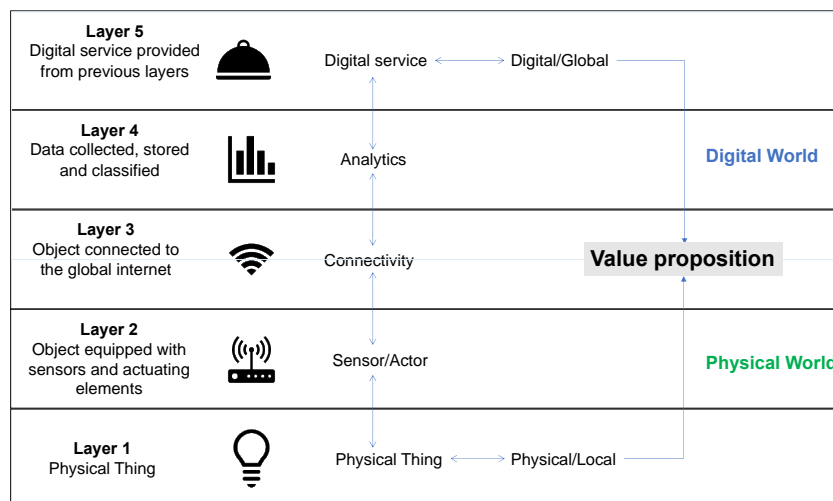 Layer 5
Digital service provided
from previous layers
Digital service
Digital/Global
Layer 4
Data collected, stored
and classified
Analytics
Digital World
Layer 3
Object connected to
the global internet
Connectivity
Value proposition
Layer 2
Object equipped with
sensors and actuating
elements
Sensor/Actor
Physical World
Layer 1
Physical Thing
Physical Thing
Physical/Local